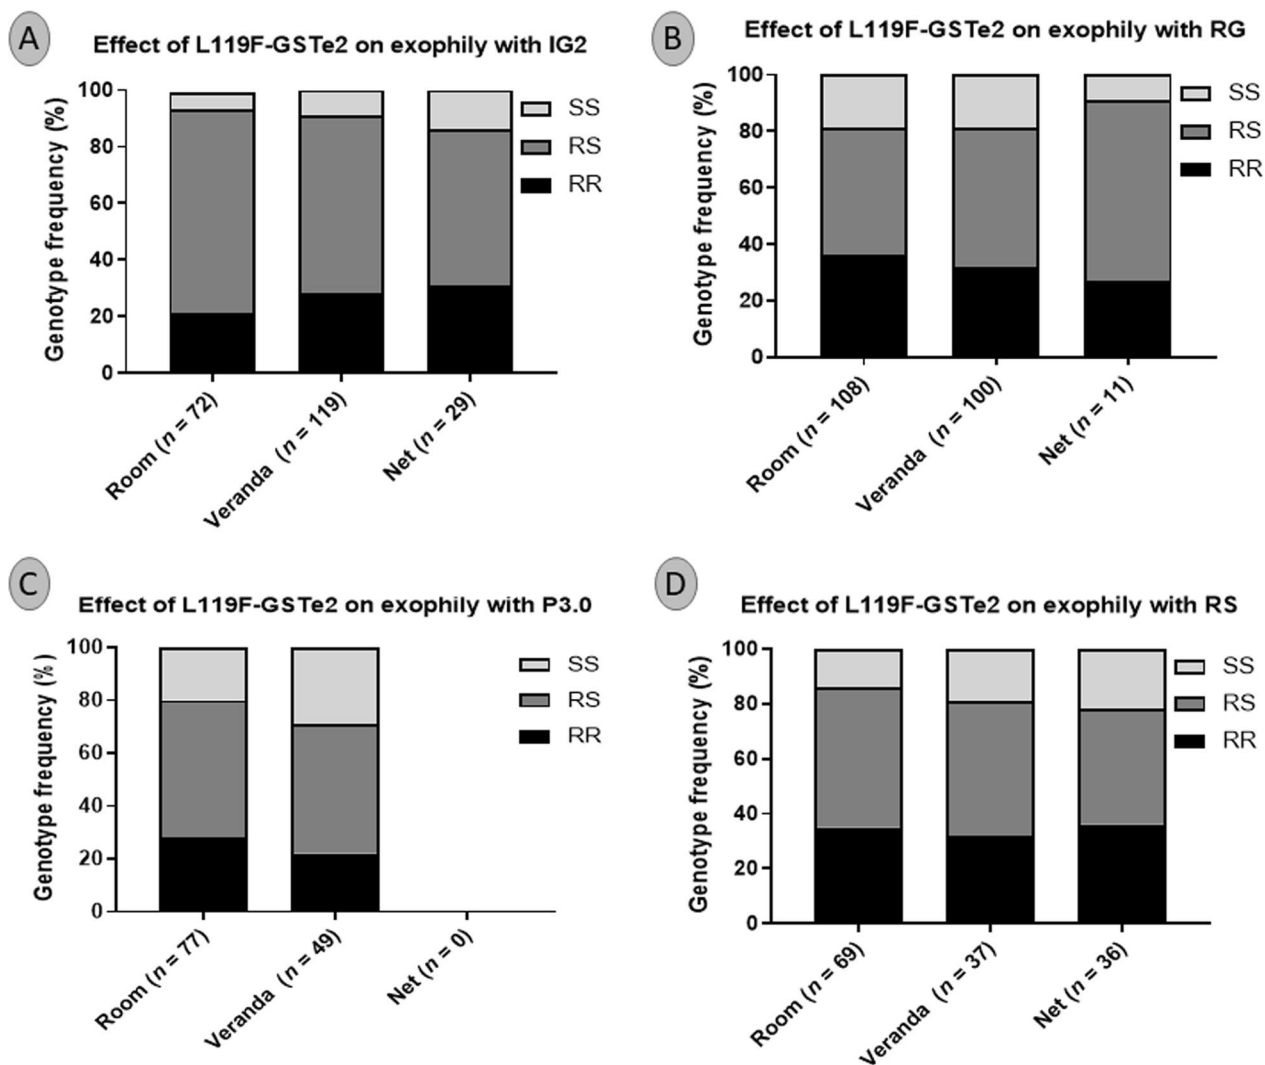 A
Effect of L119F-GSTe2 on exophily with IG2
Genotype frequency (%)
100
80
60
40
20
0
SS
RS
RR
Room (n = 72)
Veranda (n = 119)
Net (n = 29)
B
Effect of L119F-GSTe2 on exophily with RG
Genotype frequency (%)
100
80
60
40
20
0
SS
RS
RR
Room (n = 108)
Veranda (n = 100)
Net (n = 11)
C
Effect of L119F-GSTe2 on exophily with P3.0
Genotype frequency (%)
100
80
60
40
20
0
SS
RS
RR
Room (n = 77)
Veranda (n = 49)
Net (n = 0)
D
Effect of L119F-GSTe2 on exophily with RS
Genotype frequency (%)
100
80
60
40
20
0
SS
RS
RR
Room (n = 69)
Veranda (n = 37)
Net (n = 36)